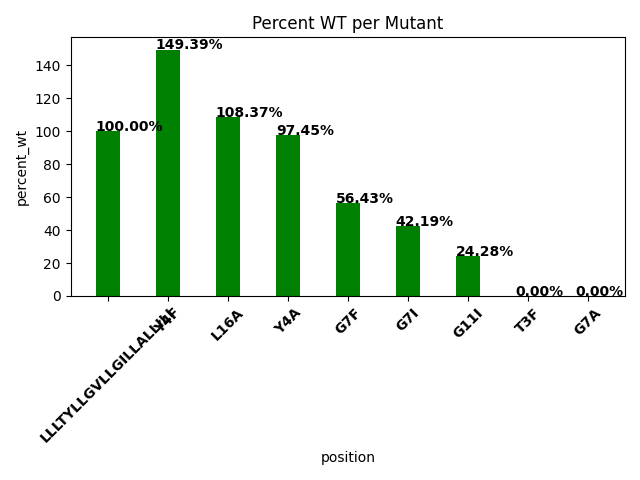 Percent WT per Mutant
percent_wt
140
120
100
80
60
40
20
0
100.00%
149.39%
108.37%
97.45%
56.43%
42.19%
24.28%
0.00%
0.00%
Y4F
L16A
Y4A
G7F
G7I
G11I
T3F
G7A
position